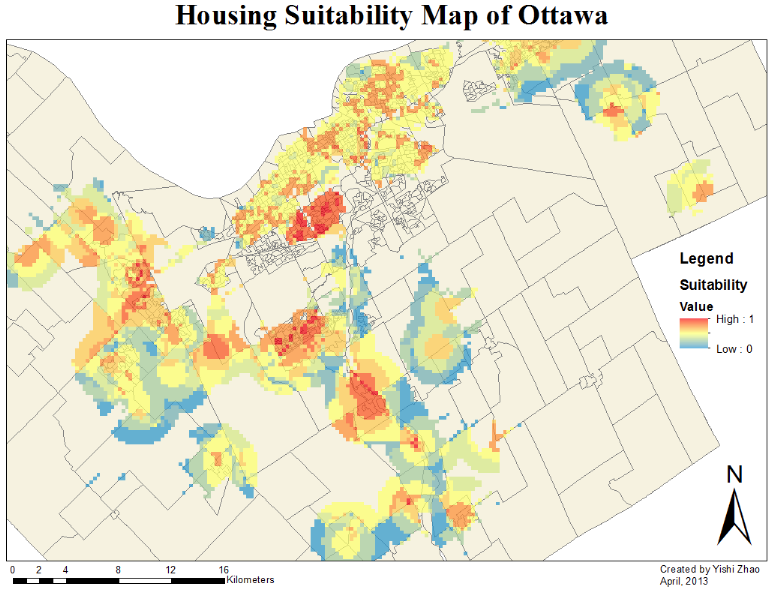 Housing Suitability Map of Ottawa
Legend
Suitability
Value
High : 1
Low : 0
N
0 2 4 8 12 16
Kilometers
Created by Yishi Zhao
April, 2013